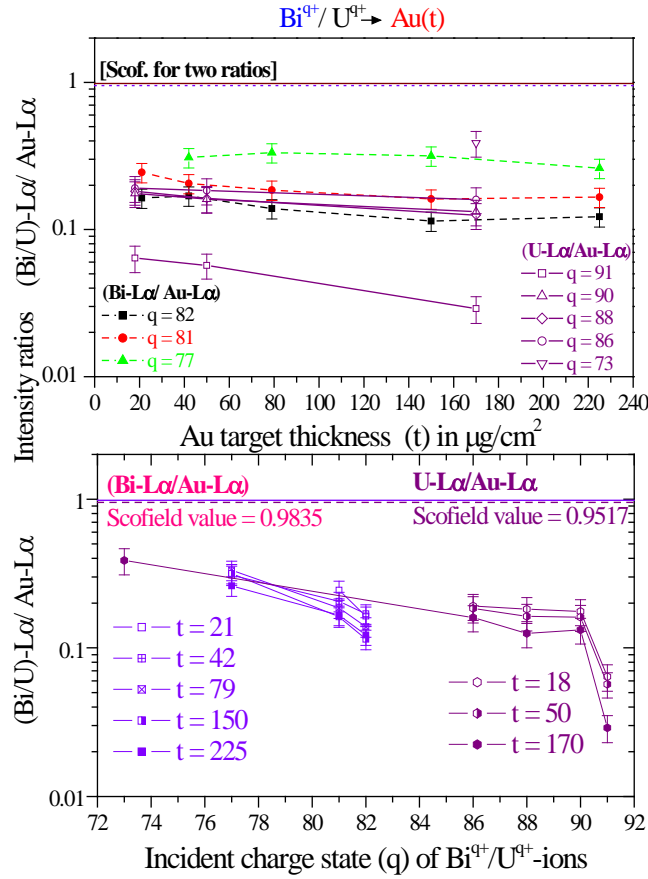 Bi^q+ / U^q+ → Au(t)
[Scof. for two ratios]
1
0.1
0.01
(Bi-Lα/ Au-Lα)
q = 82
q = 81
q = 77
(U-Lα/Au-Lα)
q = 91
q = 90
q = 88
q = 86
q = 73
0 20 40 60 80 100 120 140 160 180 200 220 240
Au target thickness (t) in μg/cm²
Intensity ratios (Bi/U)-Lα/ Au-Lα
(Bi-Lα/Au-Lα)
Scofield value = 0.9835
U-Lα/Au-Lα
Scofield value = 0.9517
1
0.1
0.01
t = 21
t = 42
t = 79
t = 150
t = 225
t = 18
t = 50
t = 170
72 74 76 78 80 82 84 86 88 90 92
Incident charge state (q) of Bi^q+/U^q+-ions
(Bi/U)-Lα/ Au-Lα